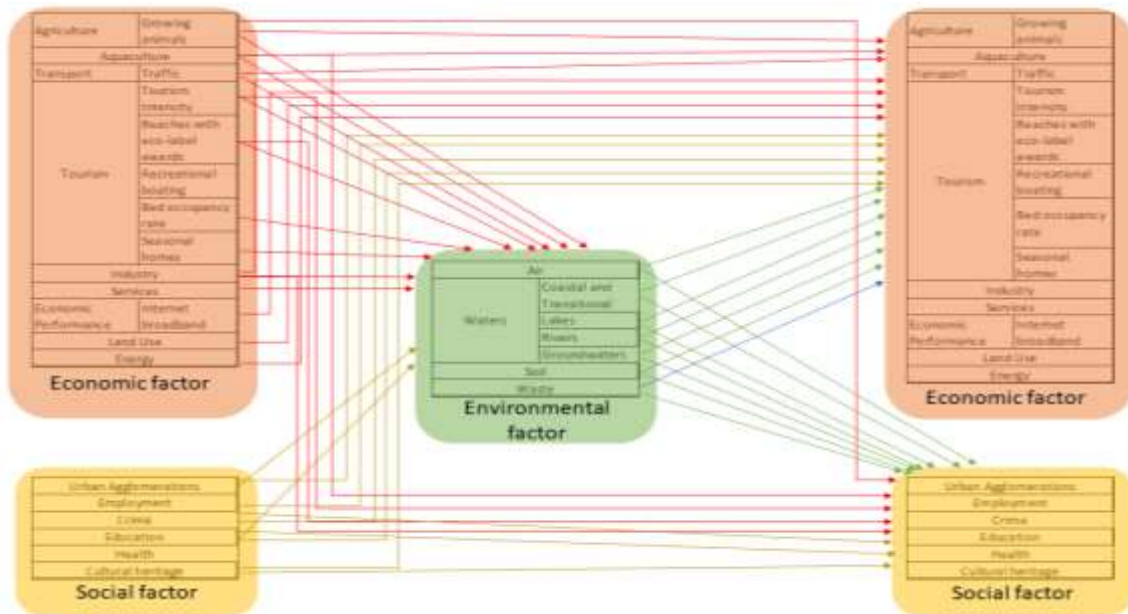 Agriculture
Growing
animals
Aquaculture
Transport
Traffic
Tourism
Intensity
Beaches with
eco-label
awards
Tourism
Recreational
boating
Bed occupancy
rate
Seasonal
homes
Industry
Services
Economic
Performance
Internet
broadband
Land Use
Energy
Economic factor
Urban Agglomerations
Employment
Crime
Education
Health
Cultural heritage
Social factor
Air
Waters
Coastal and
Transitional
Lakes
Rivers
Groundwaters
Soil
Waste
Environmental
factor
Agriculture
Growing
animals
Aquaculture
Transport
Traffic
Tourism
Intensity
Beaches with
eco-label
awards
Tourism
Recreational
boating
Bed occupancy
rate
Seasonal
homes
Industry
Services
Economic
Performance
Internet
broadband
Land Use
Energy
Economic factor
Urban Agglomerations
Employment
Crime
Education
Health
Cultural heritage
Social factor